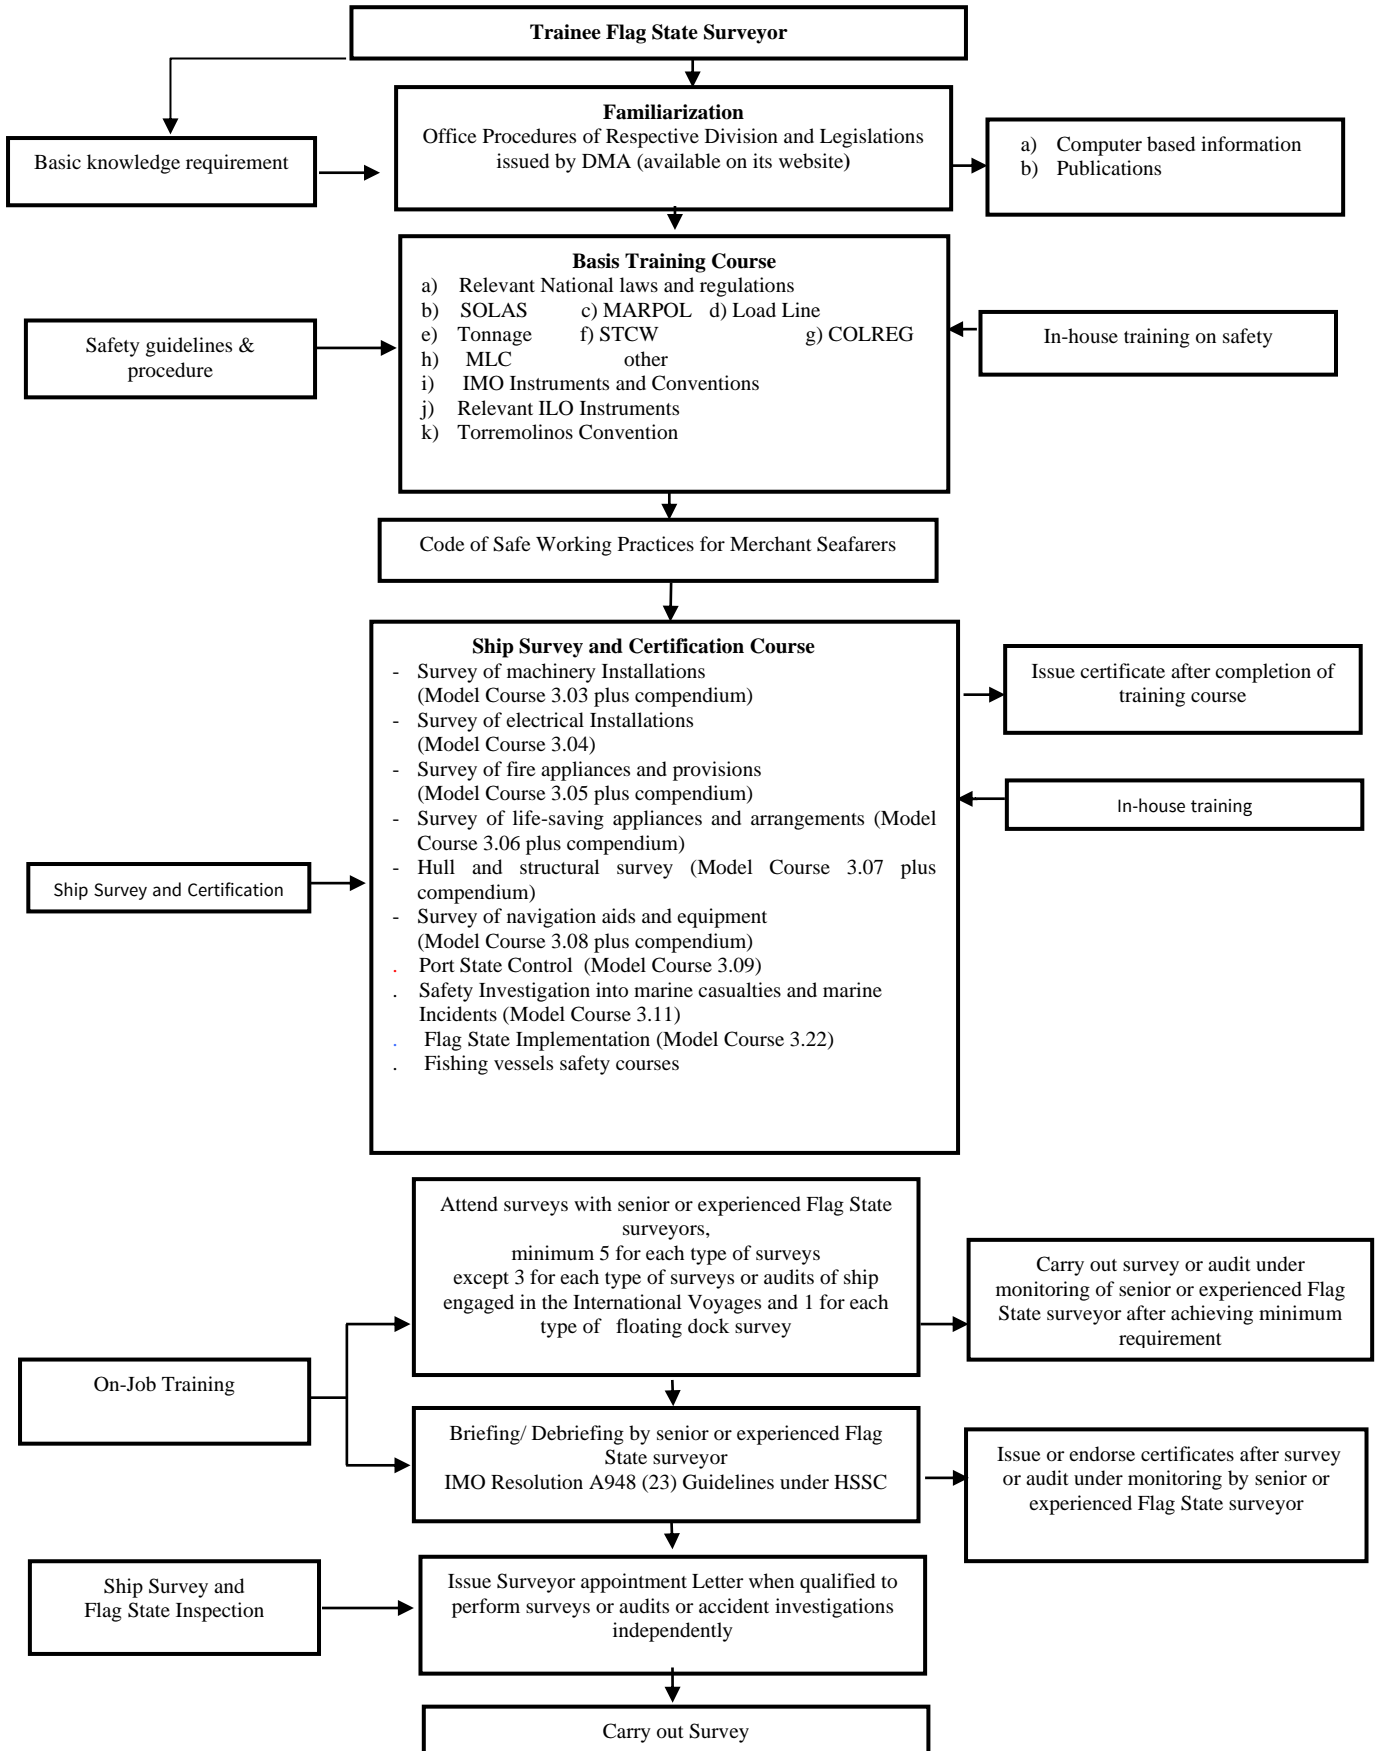 Trainee Flag State Surveyor
Familiarization
Office Procedures of Respective Division and Legislations
issued by DMA (available on its website)
Basic knowledge requirement
a) Computer based information
b) Publications
Basis Training Course
a) Relevant National laws and regulations
b) SOLAS c) MARPOL d) Load Line
e) Tonnage f) STCW g) COLREG
h) MLC other
i) IMO Instruments and Conventions
j) Relevant ILO Instruments
k) Torremolinos Convention
Safety guidelines &
procedure
In-house training on safety
Code of Safe Working Practices for Merchant Seafarers
Ship Survey and Certification Course
- Survey of machinery Installations
(Model Course 3.03 plus compendium)
- Survey of electrical Installations
(Model Course 3.04)
- Survey of fire appliances and provisions
(Model Course 3.05 plus compendium)
- Survey of life-saving appliances and arrangements (Model
Course 3.06 plus compendium)
- Hull and structural survey (Model Course 3.07 plus
compendium)
- Survey of navigation aids and equipment
(Model Course 3.08 plus compendium)
. Port State Control (Model Course 3.09)
. Safety Investigation into marine casualties and marine
Incidents (Model Course 3.11)
. Flag State Implementation (Model Course 3.22)
. Fishing vessels safety courses
Issue certificate after completion of
training course
In-house training
Ship Survey and Certification
Attend surveys with senior or experienced Flag State
surveyors,
minimum 5 for each type of surveys
except 3 for each type of surveys or audits of ship
engaged in the International Voyages and 1 for each
type of floating dock survey
Carry out survey or audit under
monitoring of senior or experienced Flag
State surveyor after achieving minimum
requirement
On-Job Training
Briefing/ Debriefing by senior or experienced Flag
State surveyor
IMO Resolution A948 (23) Guidelines under HSSC
Issue or endorse certificates after survey
or audit under monitoring by senior or
experienced Flag State surveyor
Ship Survey and
Flag State Inspection
Issue Surveyor appointment Letter when qualified to
perform surveys or audits or accident investigations
independently
Carry out Survey